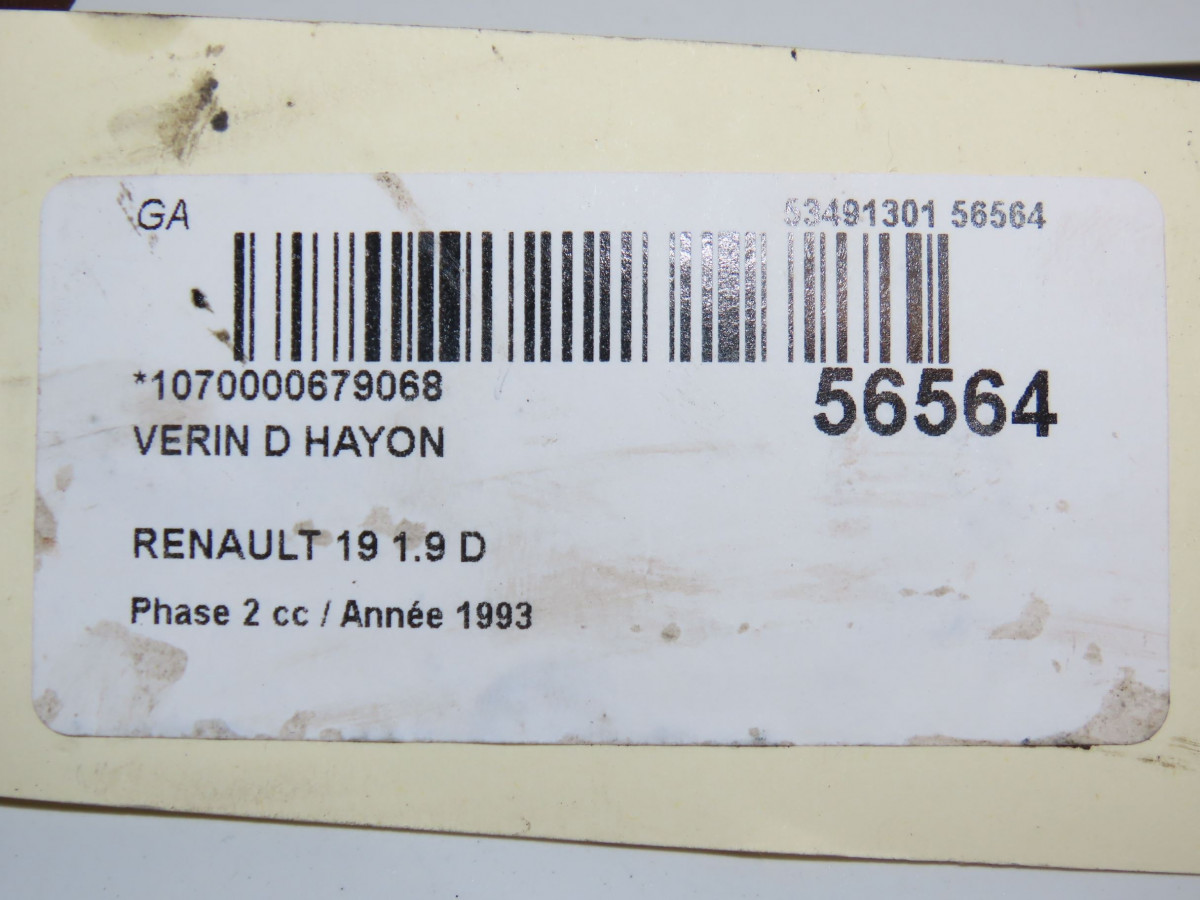 GA 53491301 56564
*1070000679068 56564
VERIN D HAYON
RENAULT 19 1.9 D
Phase 2 cc / Année 1993